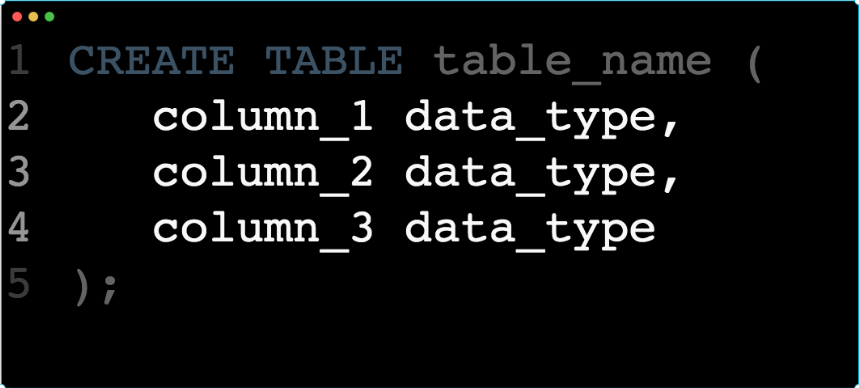 1 CREATE TABLE table_name (
2 column_1 data_type,
3 column_2 data_type,
4 column_3 data_type
5 );